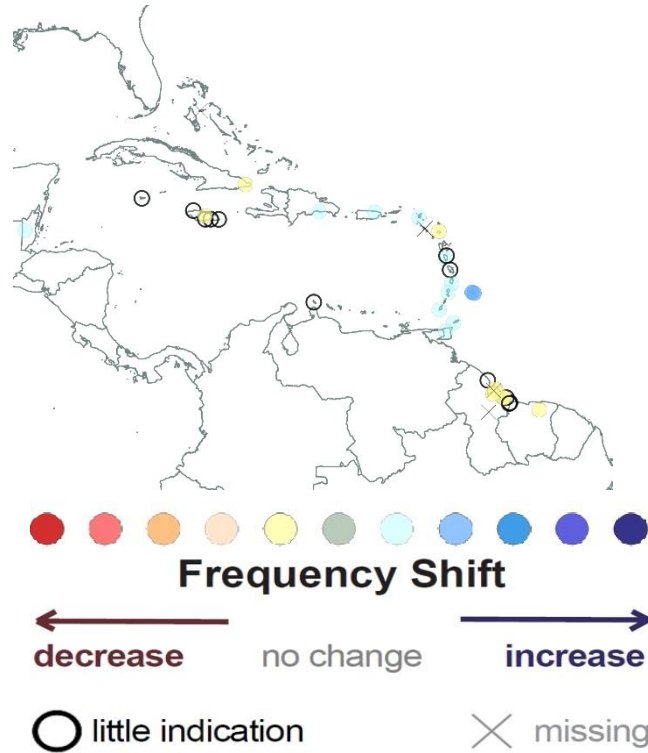 Frequency Shift
decrease no change increase
little indication missing